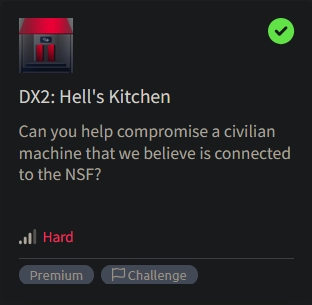 DX2: Hell's Kitchen
Can you help compromise a civilian
machine that we believe is connected
to the NSF?
Hard
Premium
Challenge